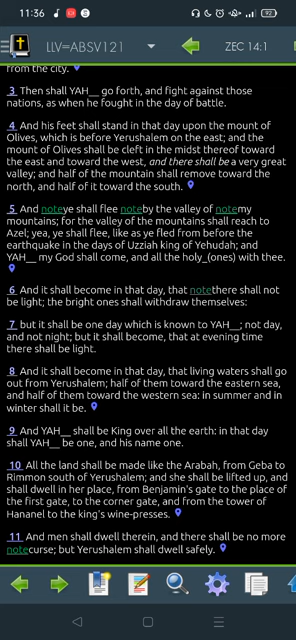 11:36
92
LLV=ABSV121 ZEC 14:1
from the city.
3 Then shall YAH__ go forth, and fight against those
nations, as when he fought in the day of battle.
4 And his feet shall stand in that day upon the mount of
Olives, which is before Yerushalem on the east; and the
mount of Olives shall be cleft in the midst thereof toward
the east and toward the west, and there shall be a very great
valley; and half of the mountain shall remove toward the
north, and half of it toward the south.
5 And noteye shall flee noteby the valley of notemy
mountains; for the valley of the mountains shall reach to
Azel; yea, ye shall flee, like as ye fled from before the
earthquake in the days of Uzziah king of Yehudah; and
YAH__ my God shall come, and all the holy_(ones) with thee.
6 And it shall become in that day, that notethere shall not
be light; the bright ones shall withdraw themselves:
7 but it shall be one day which is known to YAH__; not day,
and not night; but it shall become, that at evening time
there shall be light.
8 And it shall become in that day, that living waters shall go
out from Yerushalem; half of them toward the eastern sea,
and half of them toward the western sea: in summer and in
winter shall it be.
9 And YAH__ shall be King over all the earth: in that day
shall YAH__ be one, and his name one.
10 All the land shall be made like the Arabah, from Geba to
Rimmon south of Yerushalem; and she shall be lifted up, and
shall dwell in her place, from Benjamin's gate to the place of
the first gate, to the corner gate, and from the tower of
Hananel to the king's wine-presses.
11 And men shall dwell therein, and there shall be no more
notecurse; but Yerushalem shall dwell safely.